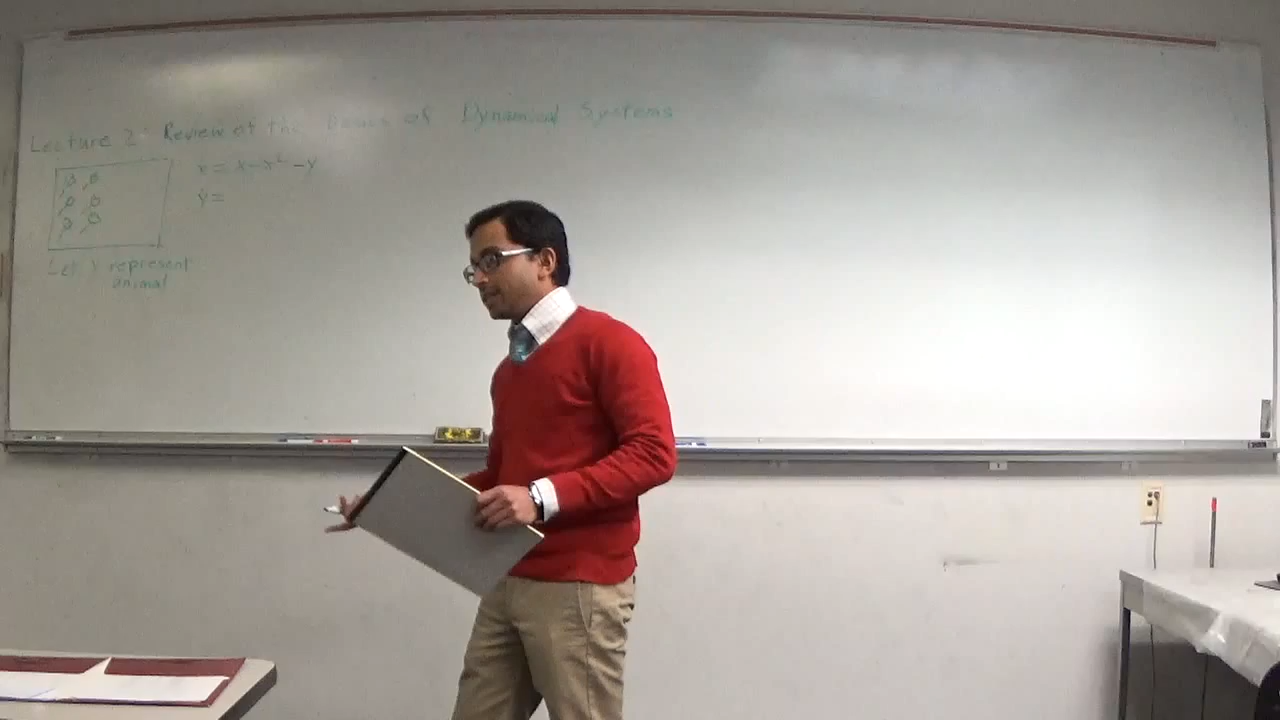 Lecture 2: Review of the Basics of Dynamical Systems
ẋ = x - x² - y
ẏ =
Let y represent
animal